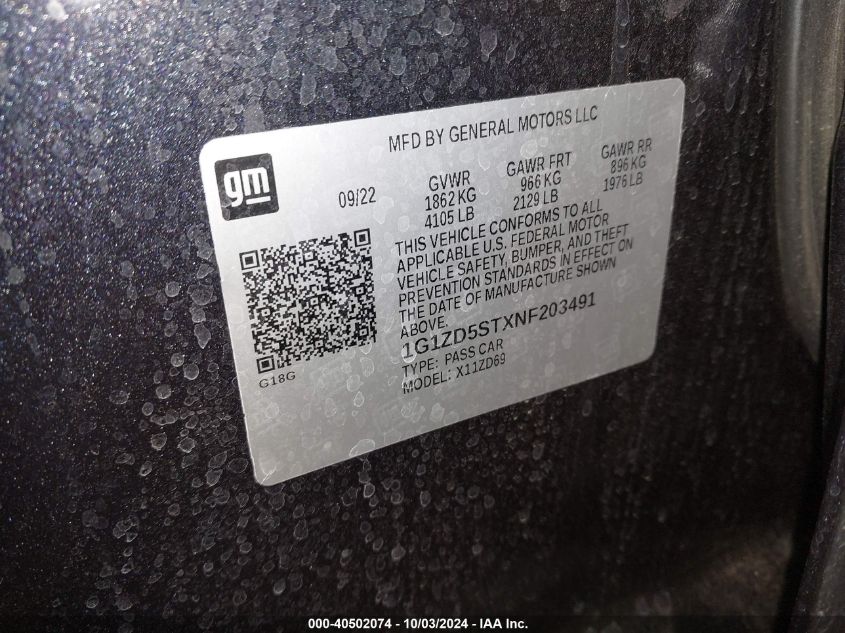 MFD BY GENERAL MOTORS LLC
gm
09/22
GVWR
1862 KG
4105 LB
GAWR FRT
966 KG
2129 LB
GAWR RR
896 KG
1976 LB
THIS VEHICLE CONFORMS TO ALL
APPLICABLE U.S. FEDERAL MOTOR
VEHICLE SAFETY, BUMPER, AND THEFT
PREVENTION STANDARDS IN EFFECT ON
THE DATE OF MANUFACTURE SHOWN
ABOVE.
1G1ZD5STXNF203491
TYPE: PASS CAR
MODEL: X11ZD69
G18G
000-40502074 - 10/03/2024 - IAA Inc.